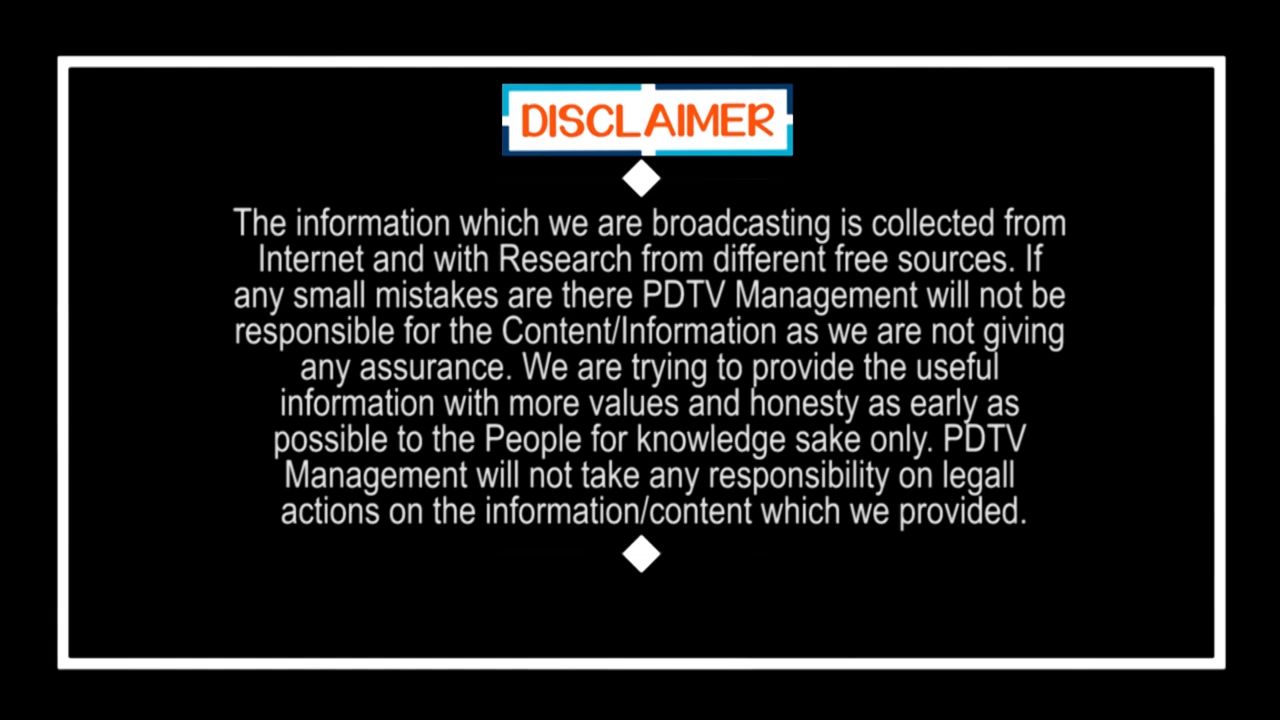 DISCLAIMER
The information which we are broadcasting is collected from
Internet and with Research from different free sources. If
any small mistakes are there PDTV Management will not be
responsible for the Content/Information as we are not giving
any assurance. We are trying to provide the useful
information with more values and honesty as early as
possible to the People for knowledge sake only. PDTV
Management will not take any responsibility on legall
actions on the information/content which we provided.